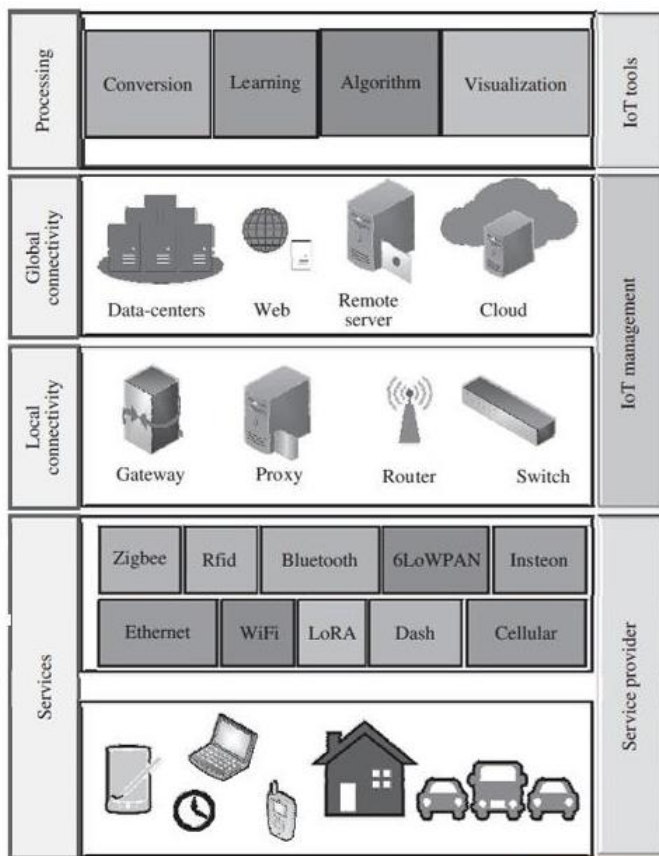 Processing
Conversion
Learning
Algorithm
Visualization
IoT tools
Global
connectivity
Data-centers
Web
Remote
server
Cloud
IoT management
Local
connectivity
Gateway
Proxy
Router
Switch
Services
Zigbee
Rfid
Bluetooth
6LoWPAN
Insteon
Ethernet
WiFi
LoRA
Dash
Cellular
Service provider